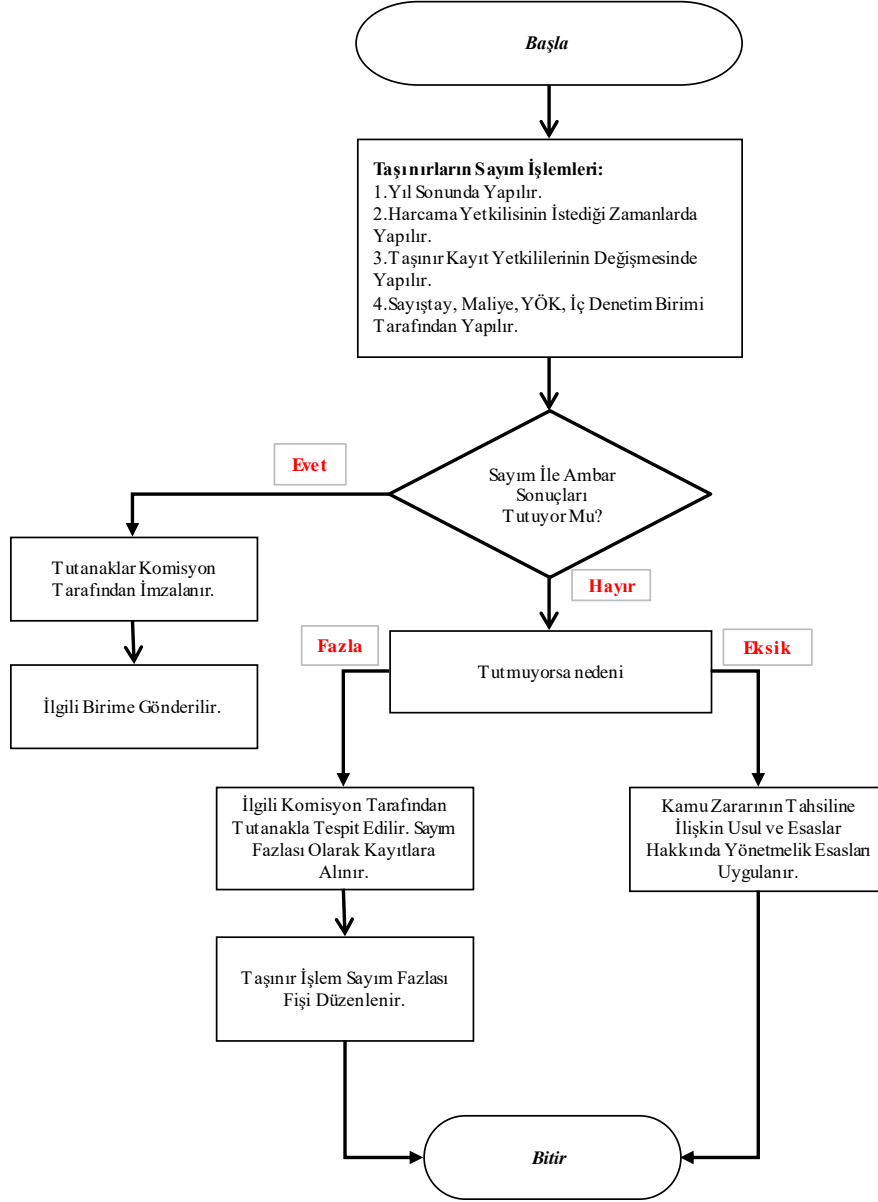 Başla
Taşınırların Sayım İşlemleri:
1.Yıl Sonunda Yapılır.
2.Harcama Yetkilisinin İstediği Zamanlarda
Yapılır.
3.Taşınır Kayıt Yetkililerinin Değişmesinde
Yapılır.
4.Sayıştay, Maliye, YÖK, İç Denetim Birimi
Tarafından Yapılır.
Sayım İle Ambar
Sonuçları
Tutuyor Mu?
Evet
Tutanaklar Komisyon
Tarafından İmzalanır.
İlgili Birime Gönderilir.
Hayır
Tutmuyorsa nedeni
Fazla
Eksik
İlgili Komisyon Tarafından
Tutanakla Tespit Edilir. Sayım
Fazlası Olarak Kayıtlara
Alınır.
Kamu Zararının Tahsiline
İlişkin Usul ve Esaslar
Hakkında Yönetmelik Esasları
Uygulanır.
Taşınır İşlem Sayım Fazlası
Fişi Düzenlenir.
Bitir